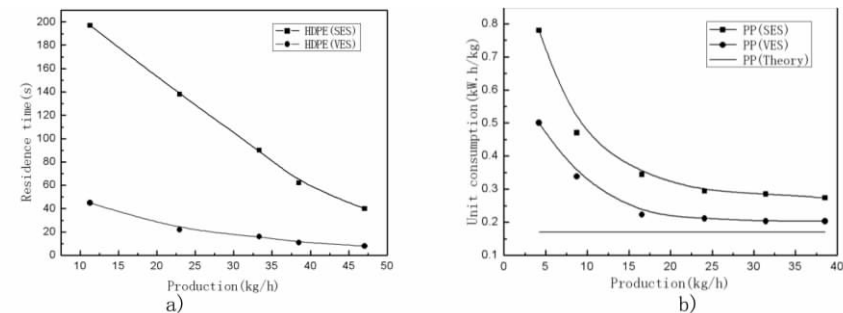 200
180
160
140
120
100
80
60
40
20
0
Residence time(s)
HDPE(SES)
HDPE(VES)
10 15 20 25 30 35 40 45 50
Production(kg/h)
a)
0.8
0.7
0.6
0.5
0.4
0.3
0.2
0.1
Unit consumption(kW.h/kg)
PP(SES)
PP(VES)
PP(Theory)
0 5 10 15 20 25 30 35 40
Production(kg/h)
b)